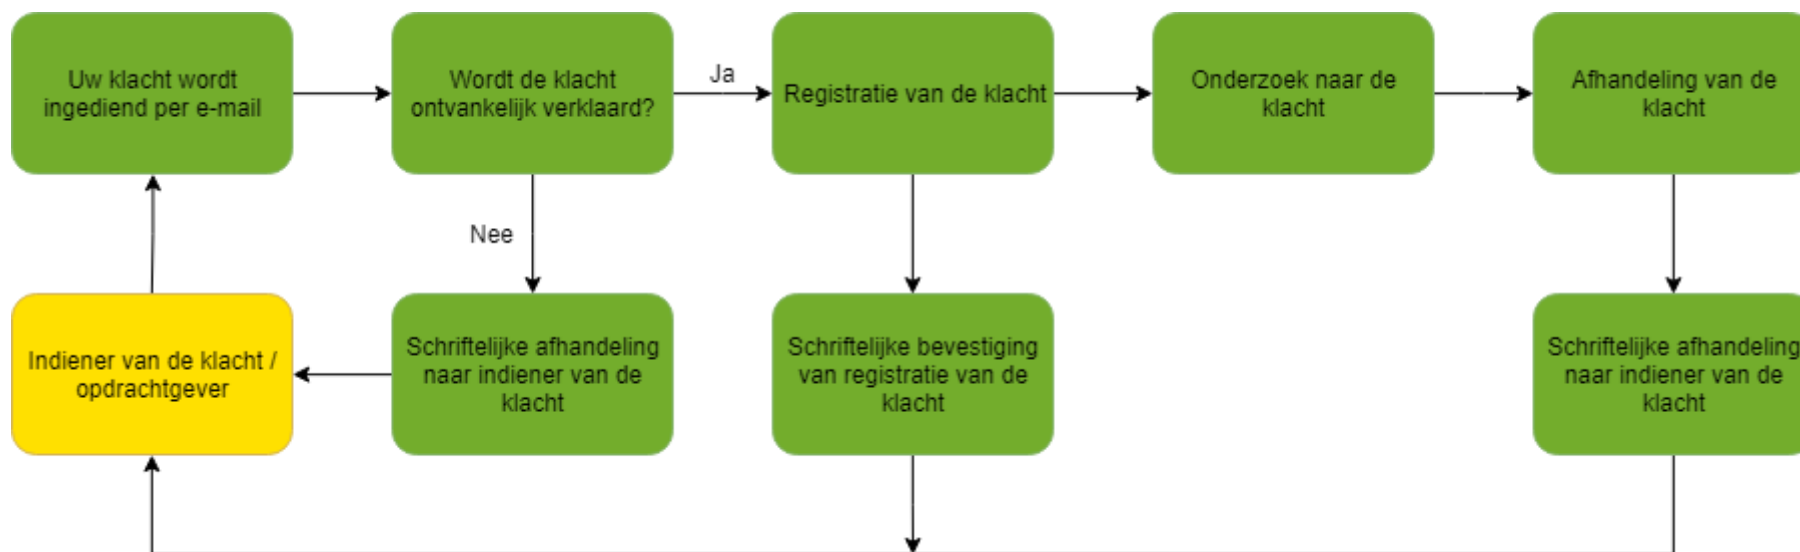 Uw klacht wordt
ingediend per e-mail
Wordt de klacht
ontvankelijk verklaard?
Ja
Registratie van de klacht
Onderzoek naar de
klacht
Afhandeling van de
klacht
Nee
Indiener van de klacht /
opdrachtgever
Schriftelijke afhandeling
naar indiener van de
klacht
Schriftelijke bevestiging
van registratie van de
klacht
Schriftelijke afhandeling
naar indiener van de
klacht